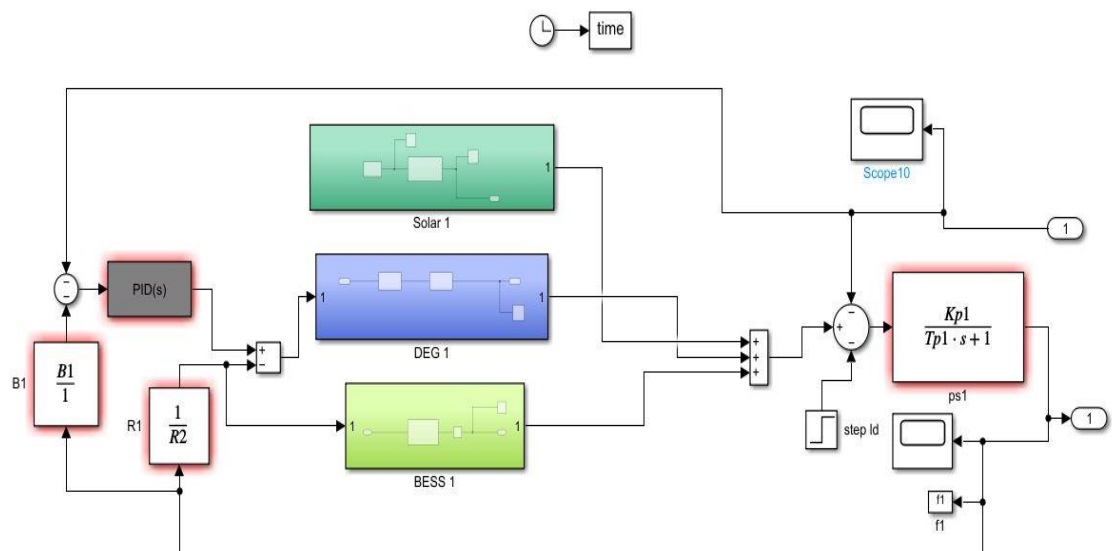 time
Scope10
1
Solar 1
1
PID(s)
−
−
+
−
1
1
DEG 1
B1
B1
1
R1
1
R2
1
1
BESS 1
+
+
+
−
+
−
Kp1
Tp1 · s + 1
ps1
step ld
1
f1
f1